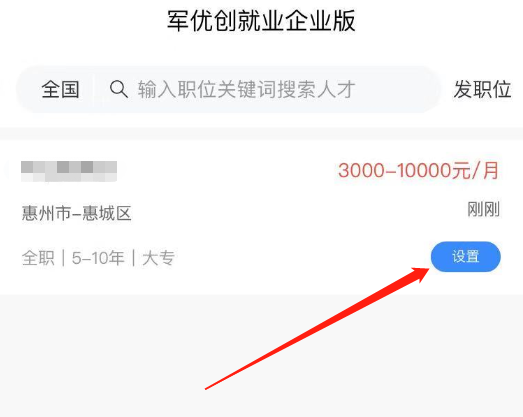 军优创就业企业版
全国 输入职位关键词搜索人才 发职位
3000-10000元/月
惠州市-惠城区 刚刚
全职 | 5-10年 | 大专 设置